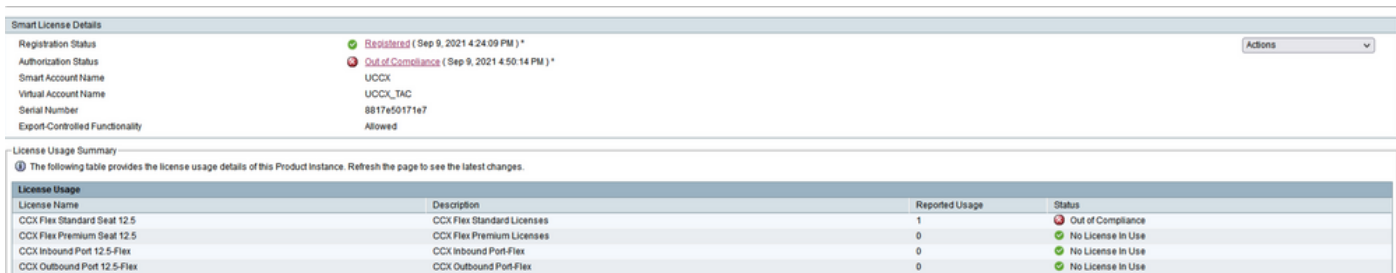 Smart License Details
Registration Status Registered ( Sep 9, 2021 4:24:09 PM ) * Actions
Authorization Status Out of Compliance ( Sep 9, 2021 4:50:14 PM ) *
Smart Account Name UCCX
Virtual Account Name UCCX_TAC
Serial Number 8817e50171e7
Export-Controlled Functionality Allowed
License Usage Summary
The following table provides the license usage details of this Product Instance. Refresh the page to see the latest changes.
License Usage
License Name Description Reported Usage Status
CCX Flex Standard Seat 12.5 CCX Flex Standard Licenses 1 Out of Compliance
CCX Flex Premium Seat 12.5 CCX Flex Premium Licenses 0 No License In Use
CCX Inbound Port 12.5-Flex CCX Inbound Port-Flex 0 No License In Use
CCX Outbound Port 12.5-Flex CCX Outbound Port-Flex 0 No License In Use